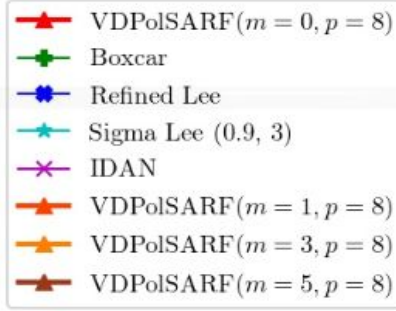 VDPolSARF(m = 0, p = 8)
Boxcar
Refined Lee
Sigma Lee (0.9, 3)
IDAN
VDPolSARF(m = 1, p = 8)
VDPolSARF(m = 3, p = 8)
VDPolSARF(m = 5, p = 8)